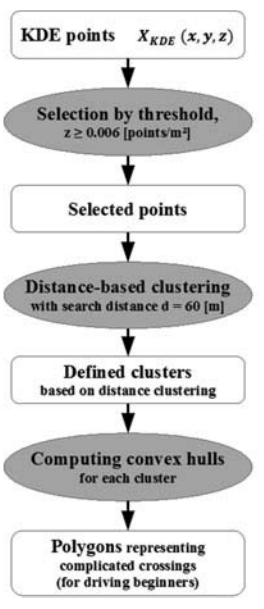 KDE points X_KDE (x, y, z)
Selection by threshold,
z ≥ 0.006 [points/m²]
Selected points
Distance-based clustering
with search distance d = 60 [m]
Defined clusters
based on distance clustering
Computing convex hulls
for each cluster
Polygons representing
complicated crossings
(for driving beginners)